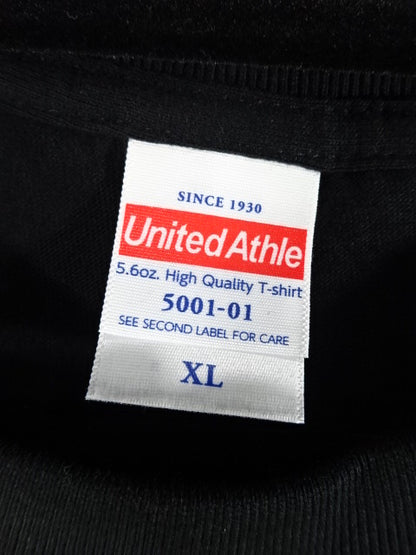 SINCE 1930
United Athle
5.6oz. High Quality T-shirt
5001-01
SEE SECOND LABEL FOR CARE
XL